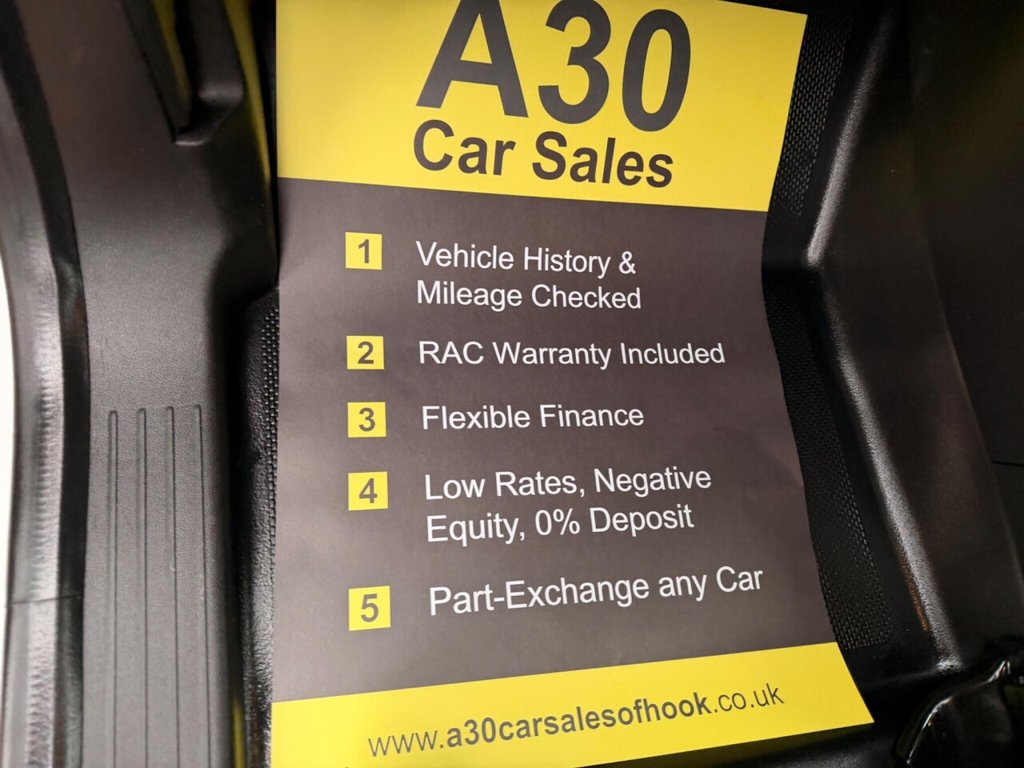 A30
Car Sales
1 Vehicle History &
Mileage Checked
2 RAC Warranty Included
3 Flexible Finance
4 Low Rates, Negative
Equity, 0% Deposit
5 Part-Exchange any Car
www.a30carsalesofhook.co.uk